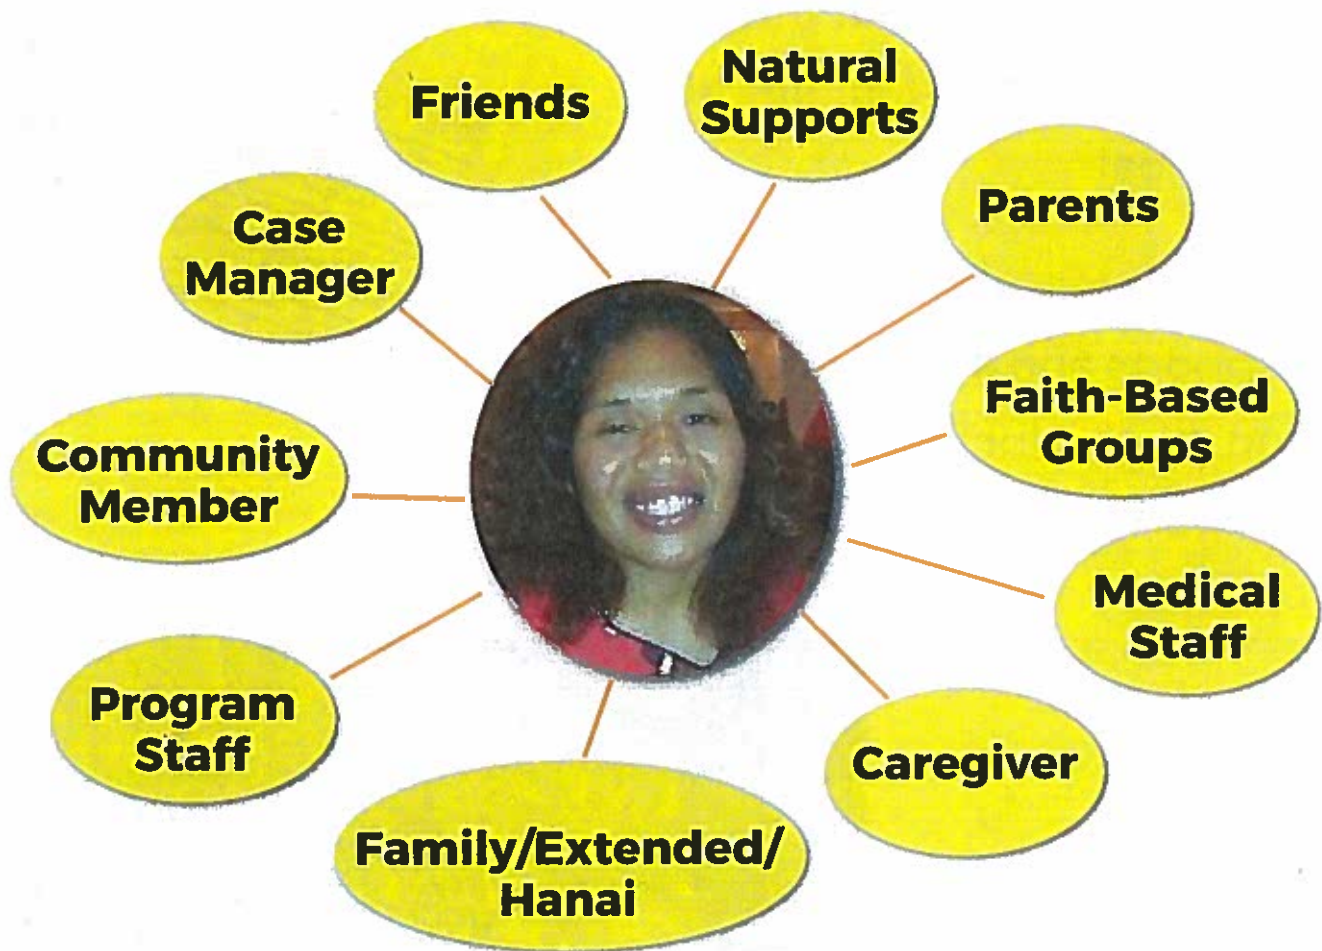 Friends
Natural
Supports
Parents
Case
Manager
Faith-Based
Groups
Community
Member
Medical
Staff
Program
Staff
Caregiver
Family/Extended/
Hanai